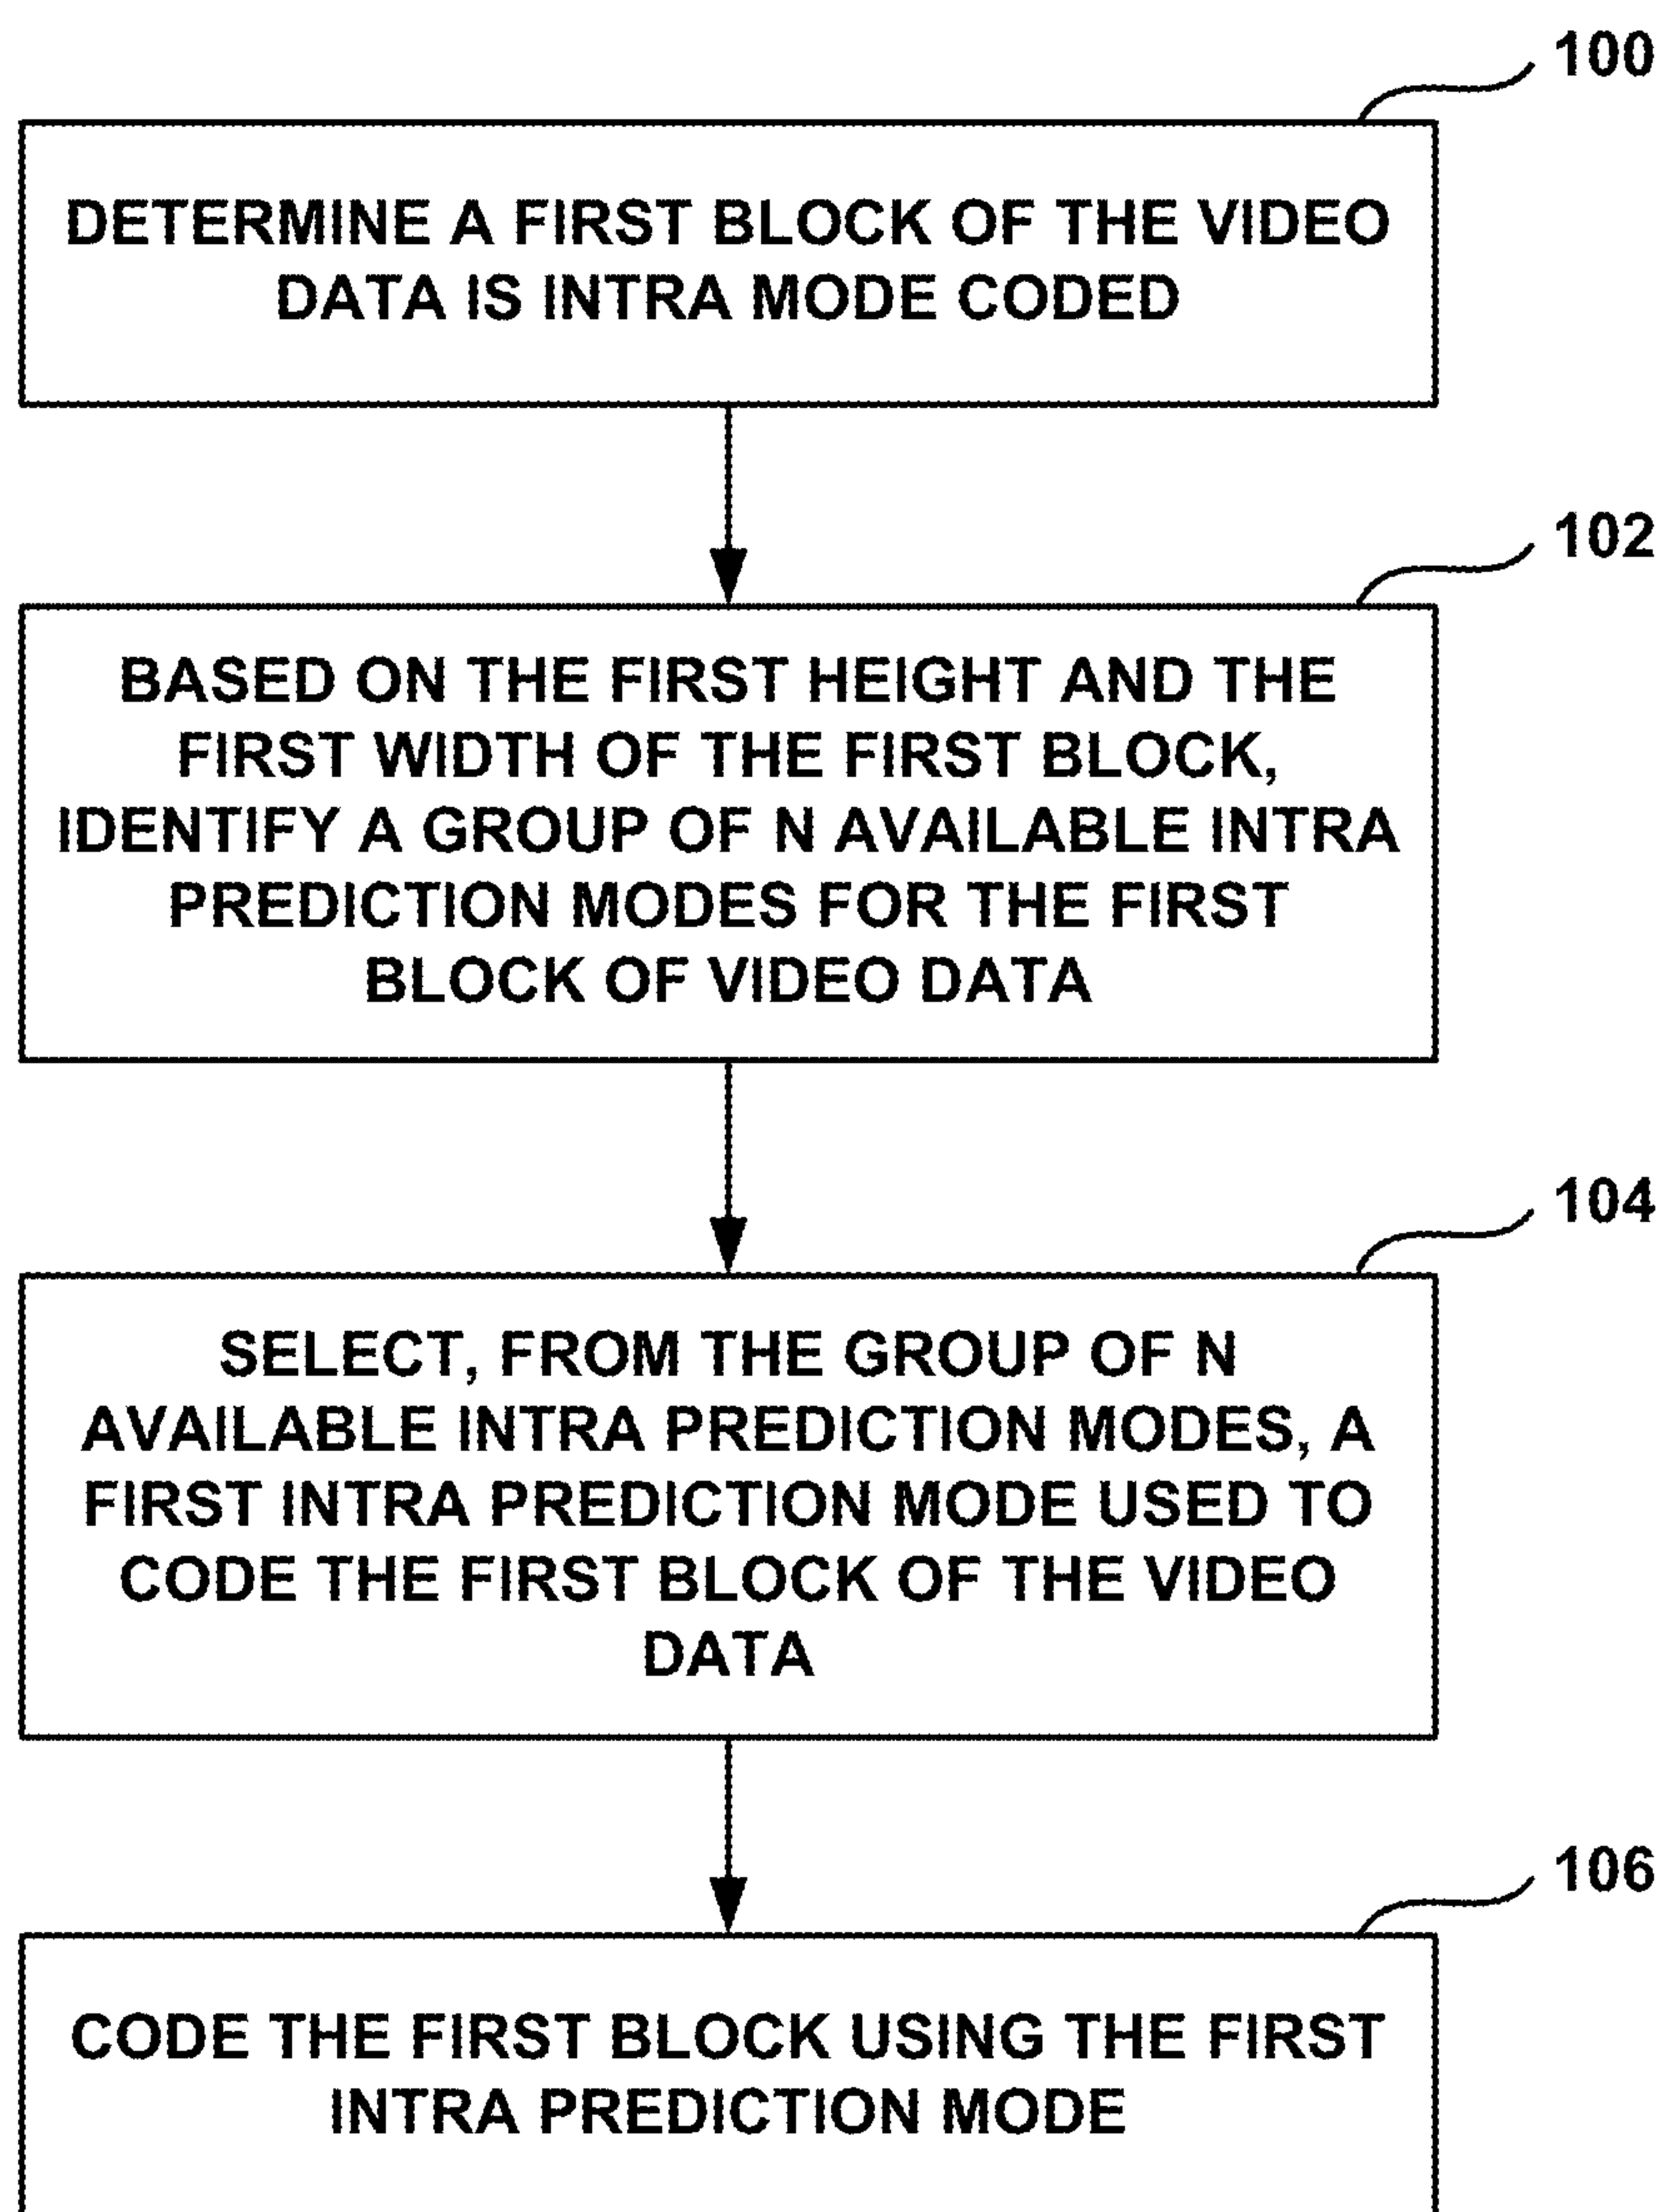 100
DETERMINE A FIRST BLOCK OF THE VIDEO
DATA IS INTRA MODE CODED
102
BASED ON THE FIRST HEIGHT AND THE
FIRST WIDTH OF THE FIRST BLOCK,
IDENTIFY A GROUP OF N AVAILABLE INTRA
PREDICTION MODES FOR THE FIRST
BLOCK OF VIDEO DATA
104
SELECT, FROM THE GROUP OF N
AVAILABLE INTRA PREDICTION MODES, A
FIRST INTRA PREDICTION MODE USED TO
CODE THE FIRST BLOCK OF THE VIDEO
DATA
106
CODE THE FIRST BLOCK USING THE FIRST
INTRA PREDICTION MODE